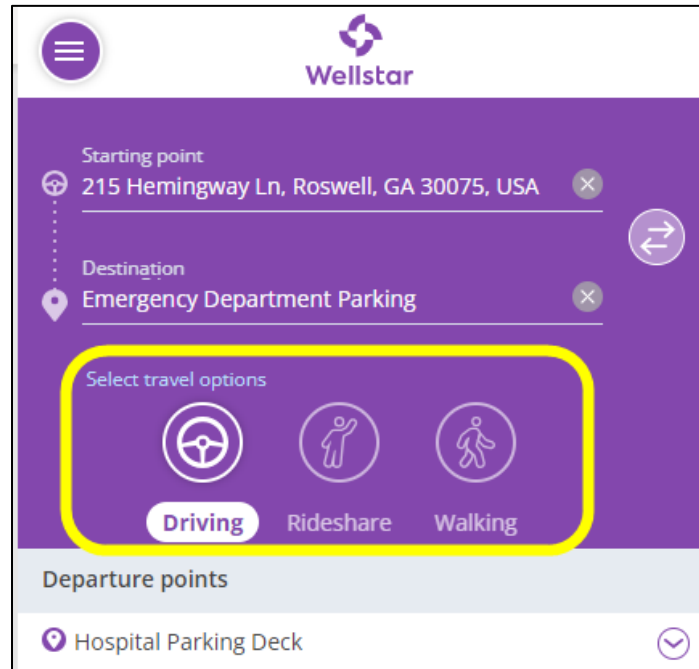 Wellstar
Starting point
215 Hemingway Ln, Roswell, GA 30075, USA
Destination
Emergency Department Parking
Select travel options
Driving Rideshare Walking
Departure points
Hospital Parking Deck